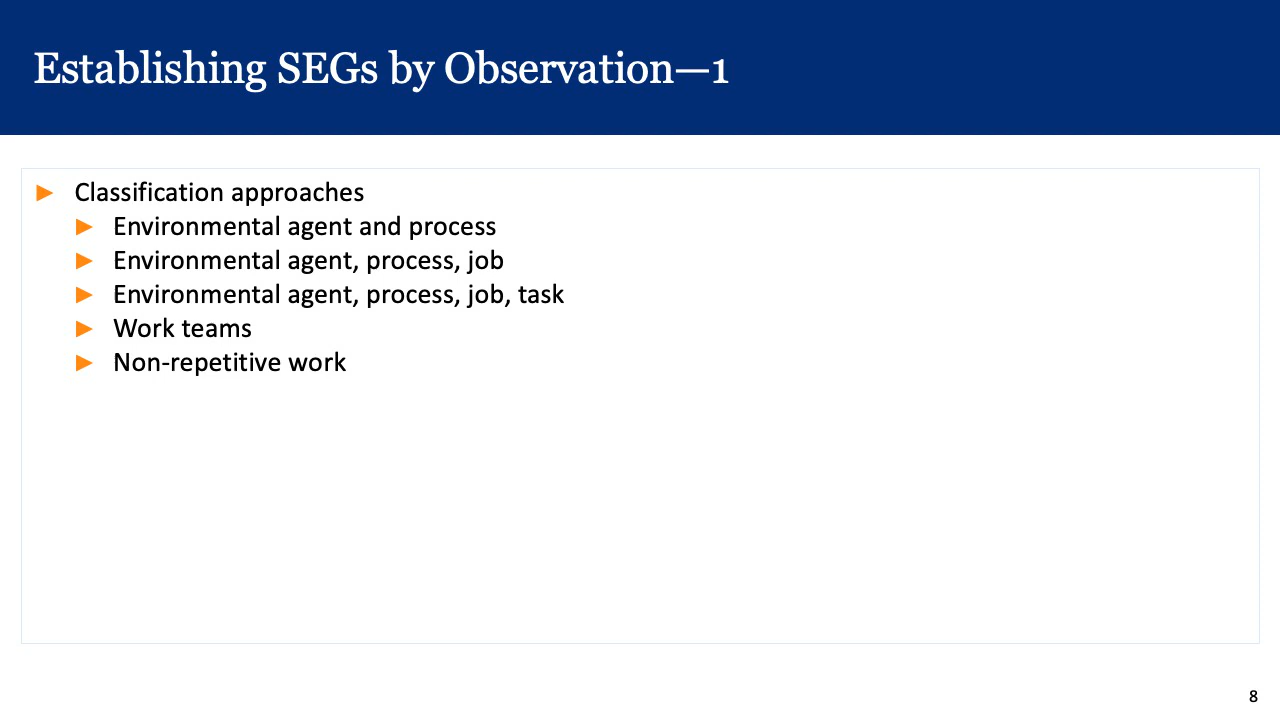 Establishing SEGs by Observation—1
► Classification approaches
► Environmental agent and process
► Environmental agent, process, job
► Environmental agent, process, job, task
► Work teams
► Non-repetitive work
8